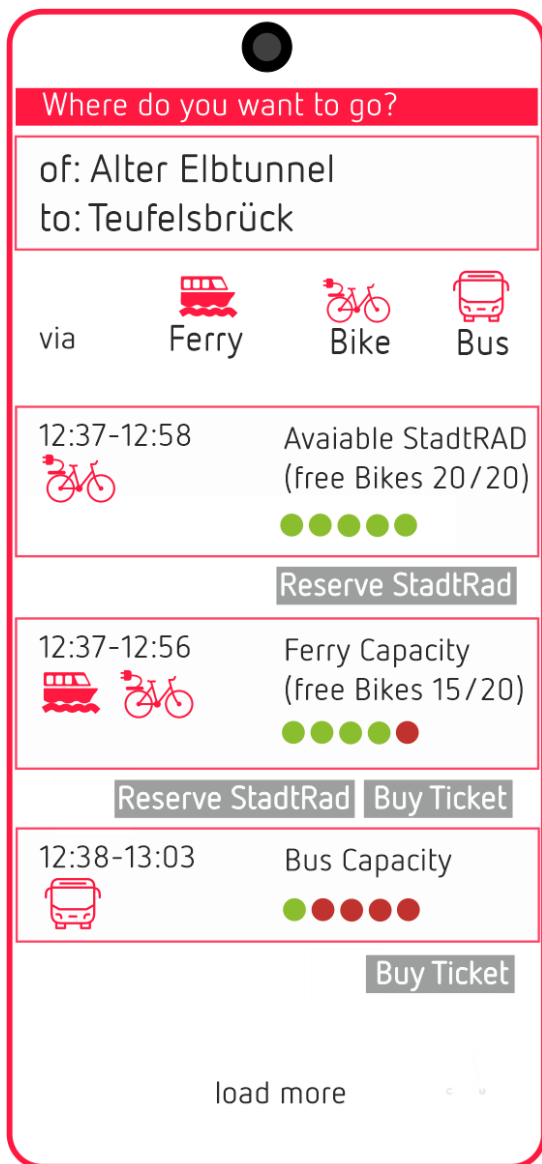 Where do you want to go?
of: Alter Elbtunnel
to: Teufelsbrück
via Ferry Bike Bus
12:37-12:58 Avaiable StadtRAD
(free Bikes 20/20)
Reserve StadtRad
12:37-12:56 Ferry Capacity
(free Bikes 15/20)
Reserve StadtRad Buy Ticket
12:38-13:03 Bus Capacity
Buy Ticket
load more